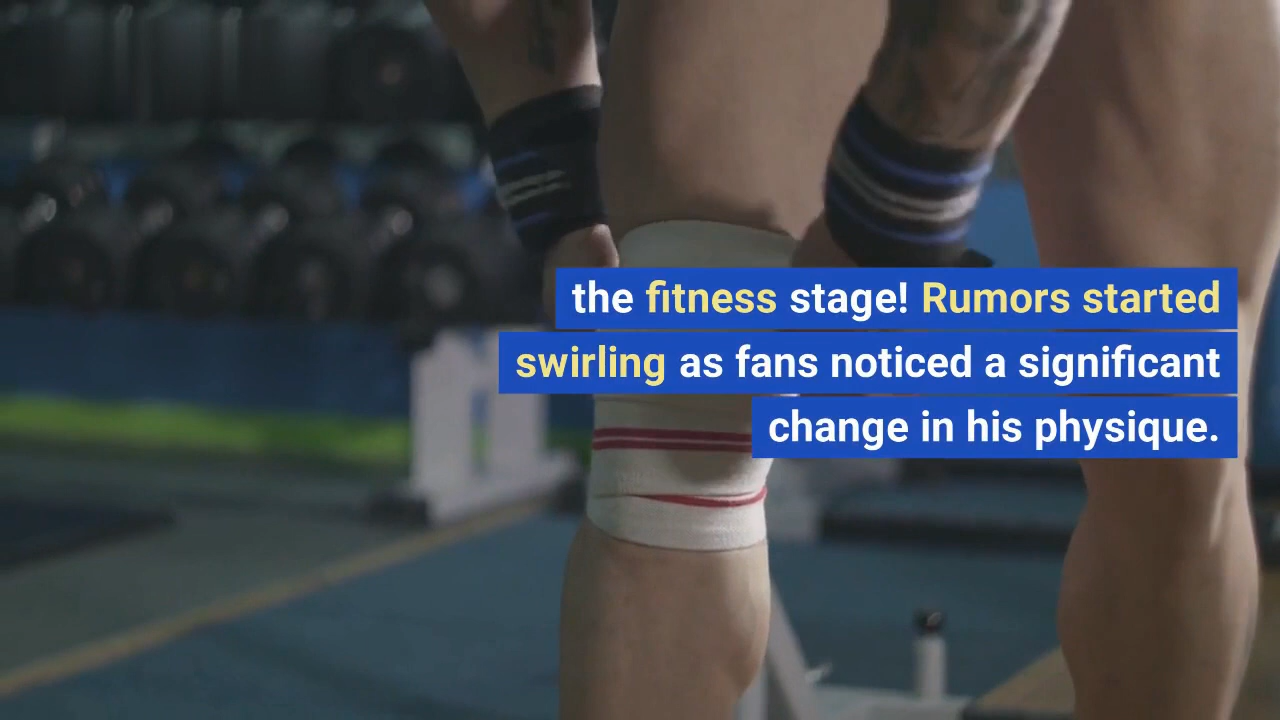 the fitness stage! Rumors started
swirling as fans noticed a significant
change in his physique.